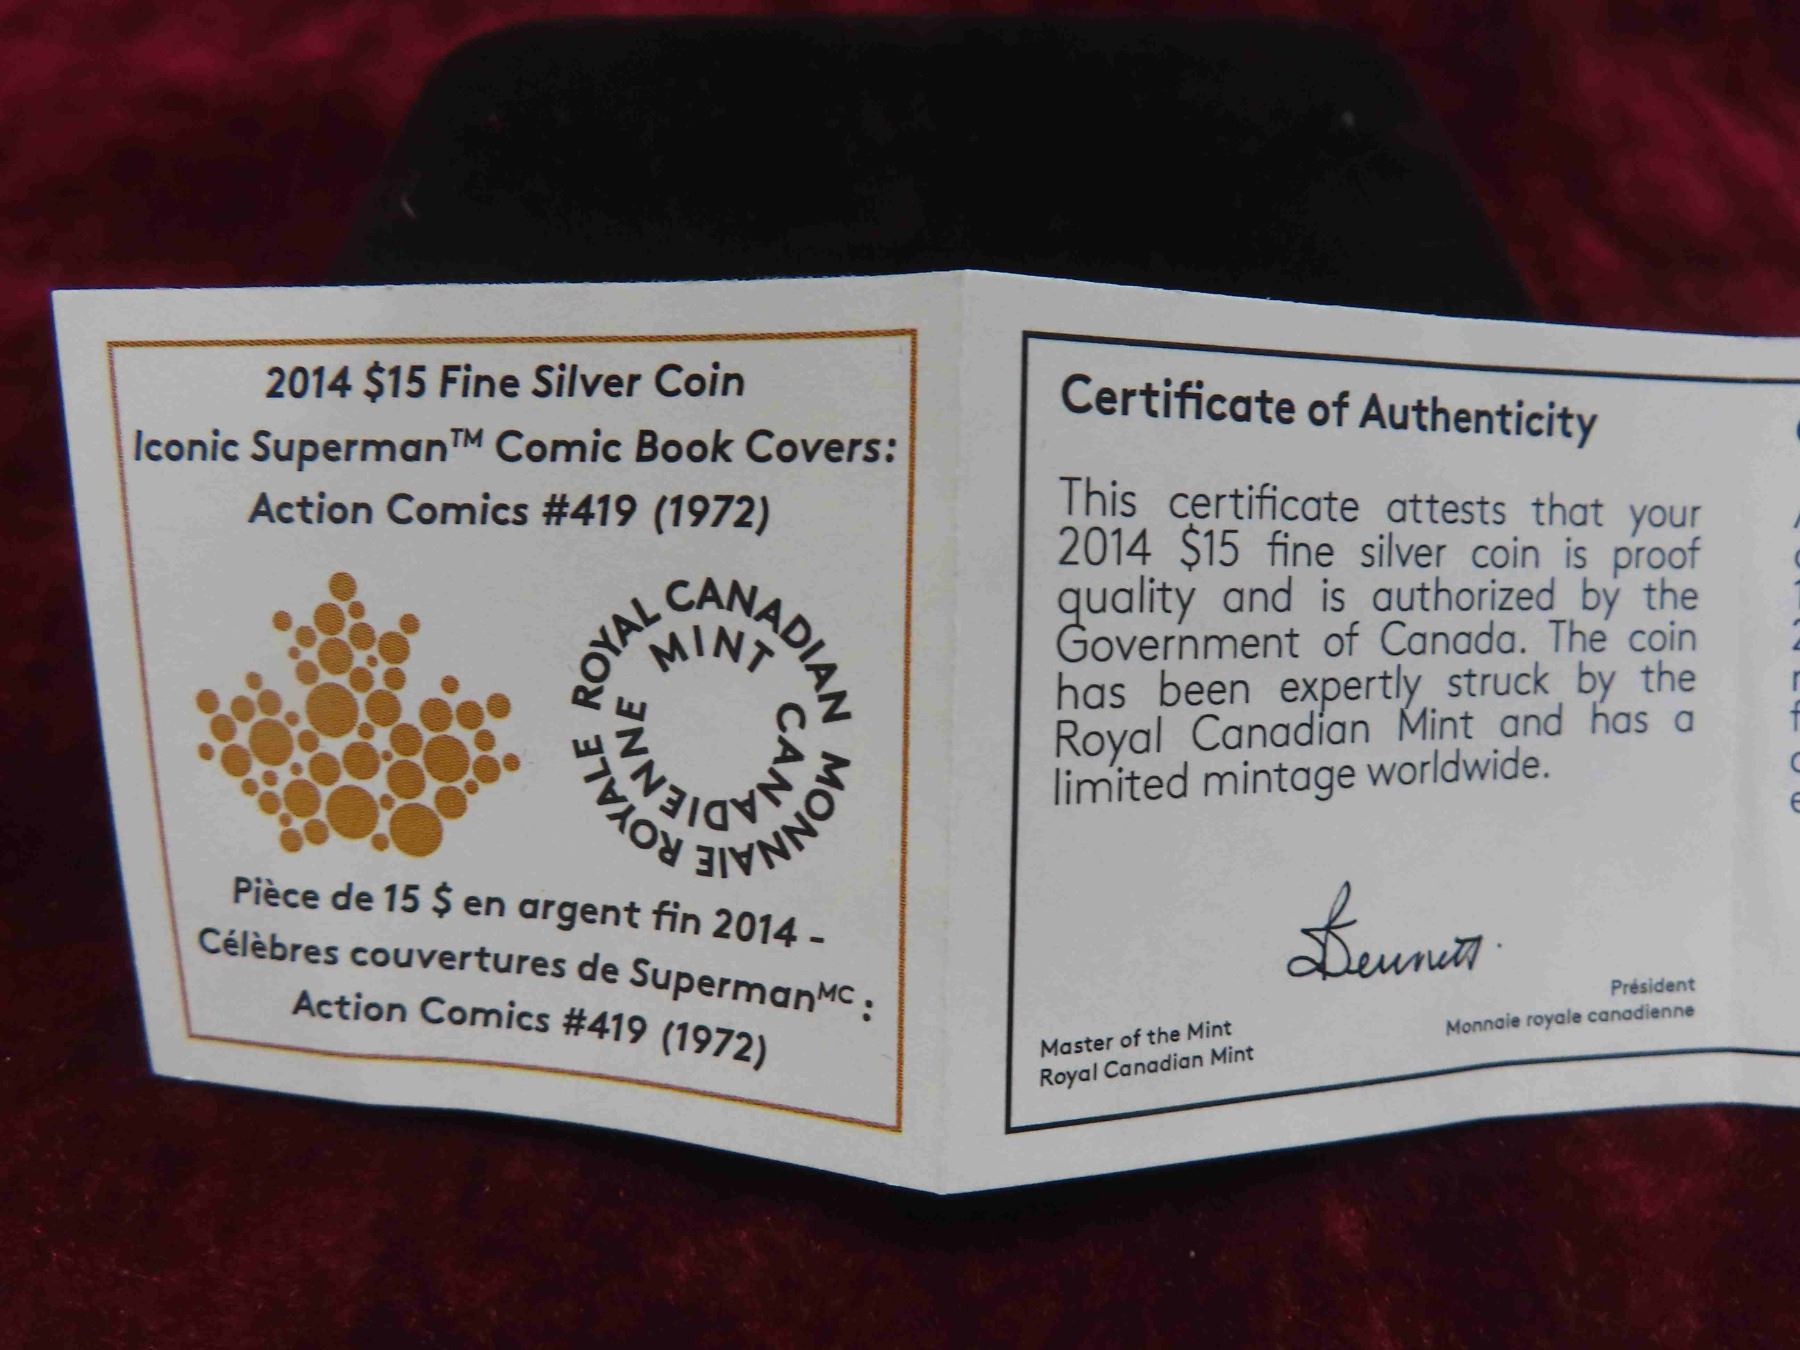 2014 $15 Fine Silver Coin
Iconic Superman™ Comic Book Covers:
Action Comics #419 (1972)
ROYAL CANADIAN MINT
MONNAIE ROYALE CANADIENNE
Pièce de 15 $ en argent fin 2014 -
Célèbres couvertures de Superman^MC :
Action Comics #419 (1972)
Certificate of Authenticity
This certificate attests that your
2014 $15 fine silver coin is proof
quality and is authorized by the
Government of Canada. The coin
has been expertly struck by the
Royal Canadian Mint and has a
limited mintage worldwide.
Bennett
Président
Monnaie royale canadienne
Master of the Mint
Royal Canadian Mint